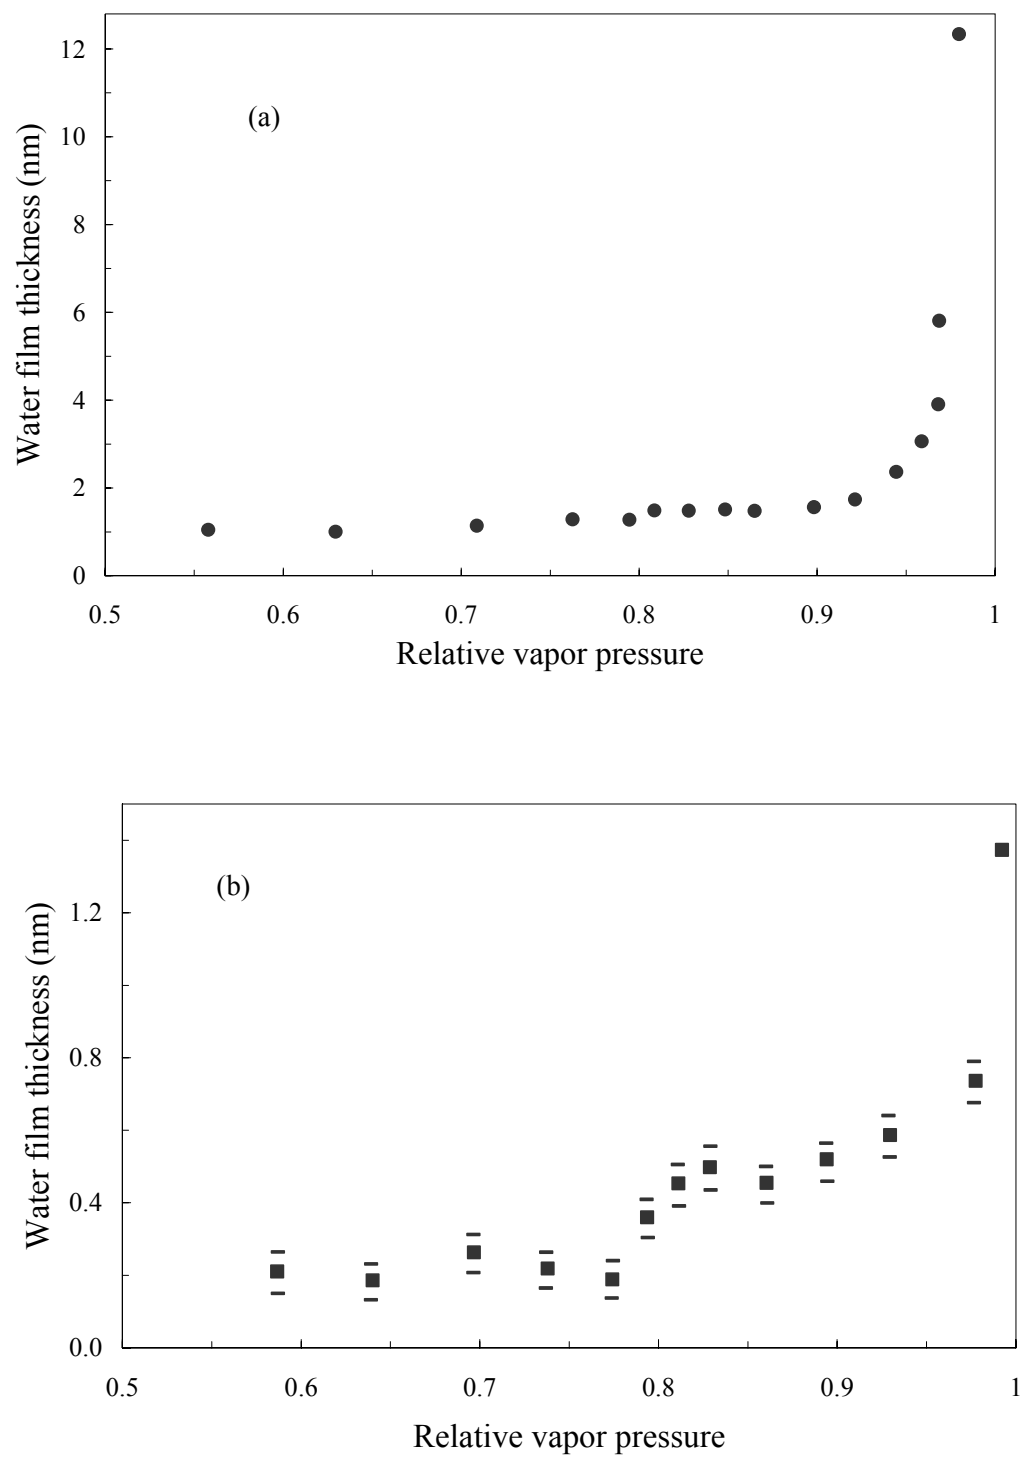 12
10
8
6
4
2
0
Water film thickness (nm)
(a)
0.5 0.6 0.7 0.8 0.9 1
Relative vapor pressure
1.2
0.8
0.4
0.0
Water film thickness (nm)
(b)
0.5 0.6 0.7 0.8 0.9 1
Relative vapor pressure